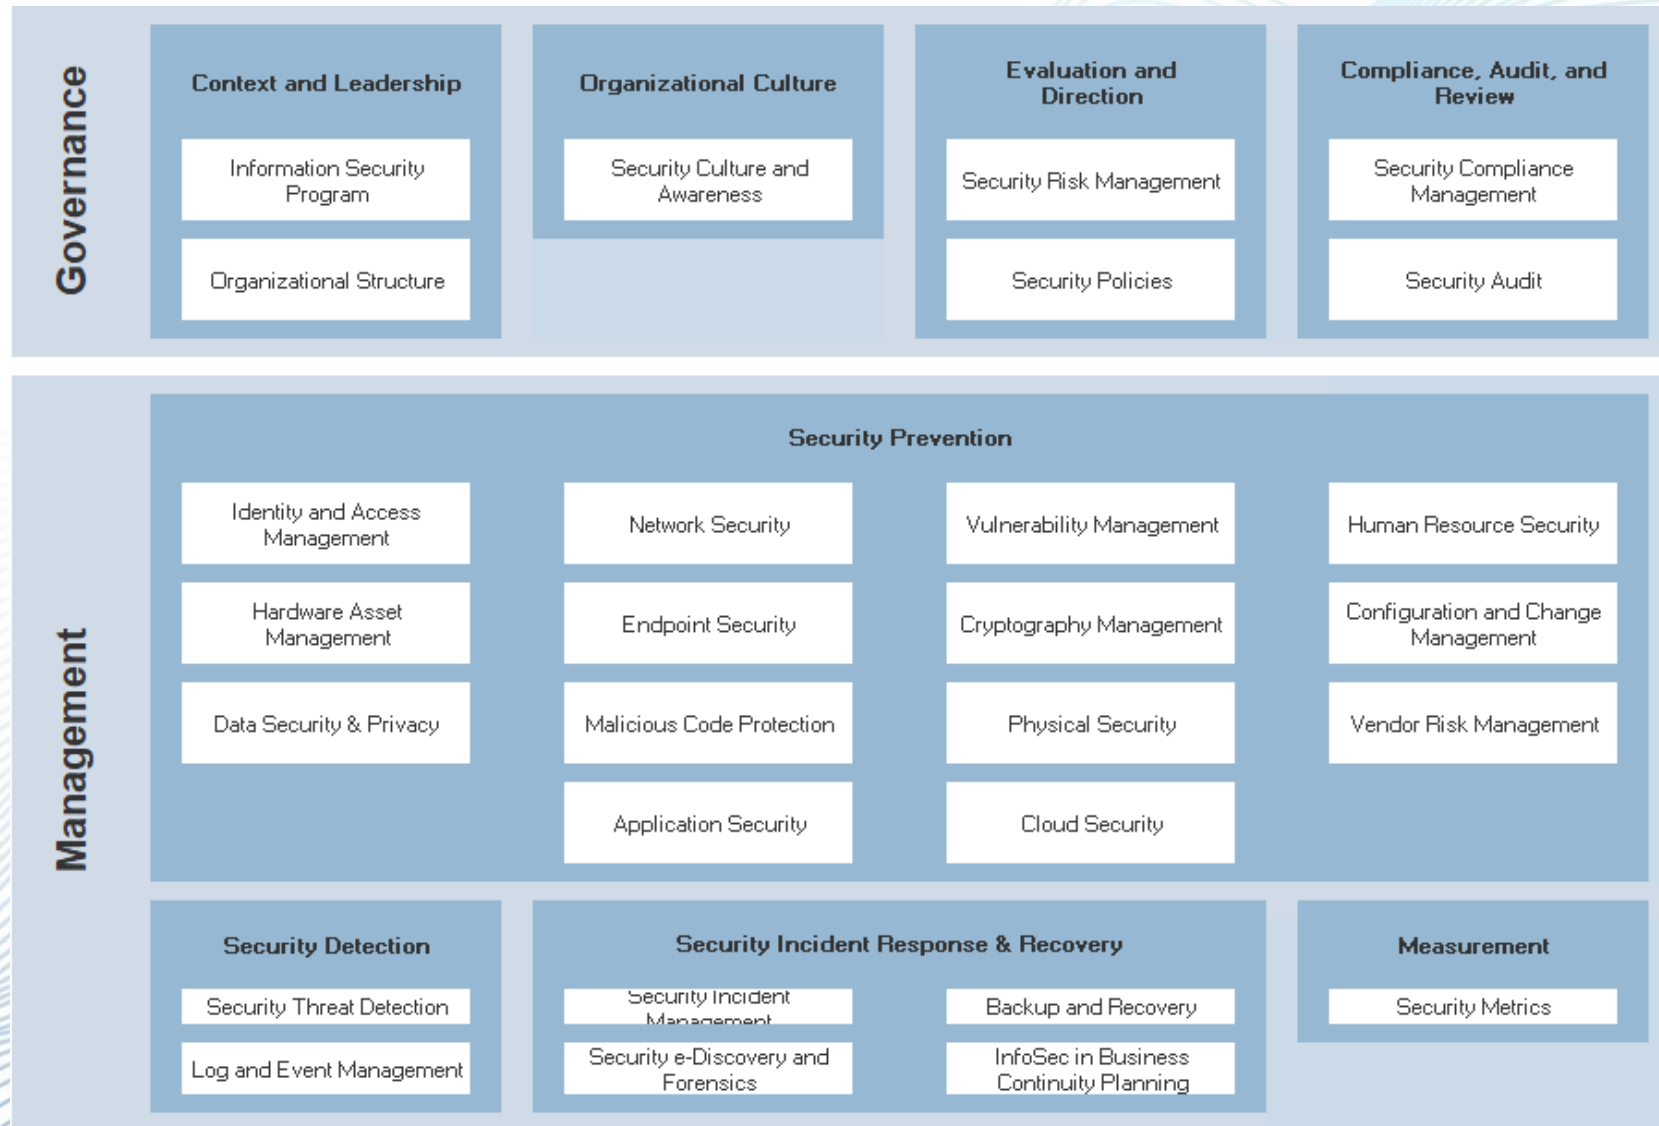 Governance
Context and Leadership
Information Security
Program
Organizational Structure
Organizational Culture
Security Culture and
Awareness
Evaluation and
Direction
Security Risk Management
Security Policies
Compliance, Audit, and
Review
Security Compliance
Management
Security Audit
Management
Security Prevention
Identity and Access
Management
Hardware Asset
Management
Data Security & Privacy
Network Security
Endpoint Security
Malicious Code Protection
Application Security
Vulnerability Management
Cryptography Management
Physical Security
Cloud Security
Human Resource Security
Configuration and Change
Management
Vendor Risk Management
Security Detection
Security Threat Detection
Log and Event Management
Security Incident Response & Recovery
Security Incident
Management
Security e-Discovery and
Forensics
Backup and Recovery
InfoSec in Business
Continuity Planning
Measurement
Security Metrics